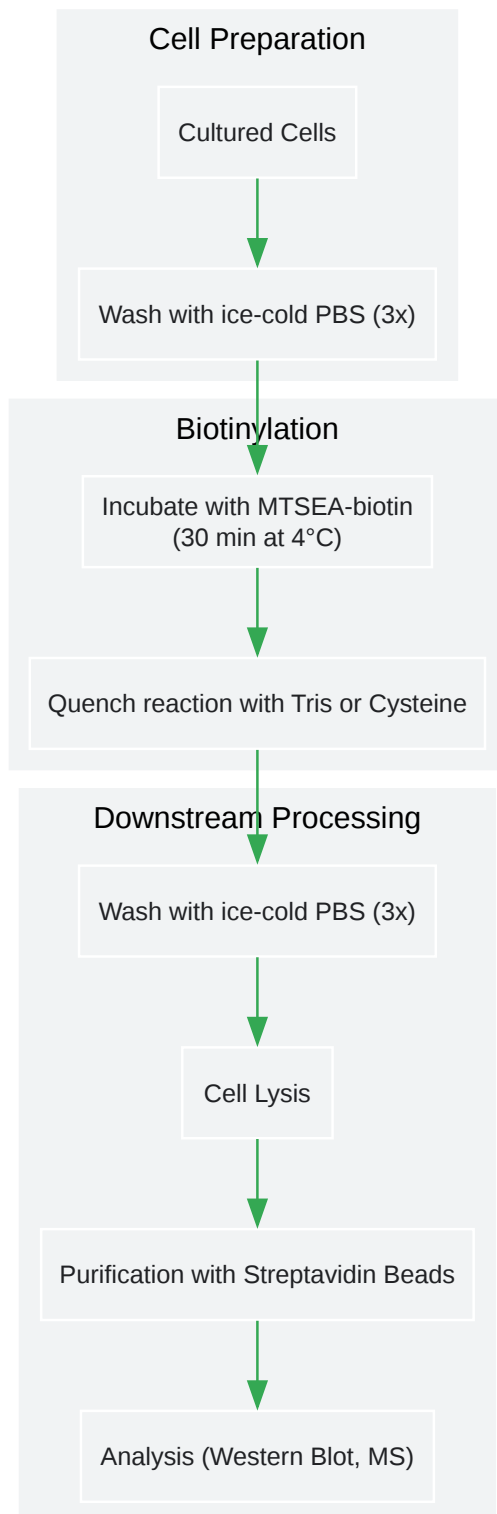 Cell Preparation
Cultured Cells
Wash with ice-cold PBS (3x)
Biotinylation
Incubate with MTSEA-biotin
(30 min at 4°C)
Quench reaction with Tris or Cysteine
Downstream Processing
Wash with ice-cold PBS (3x)
Cell Lysis
Purification with Streptavidin Beads
Analysis (Western Blot, MS)